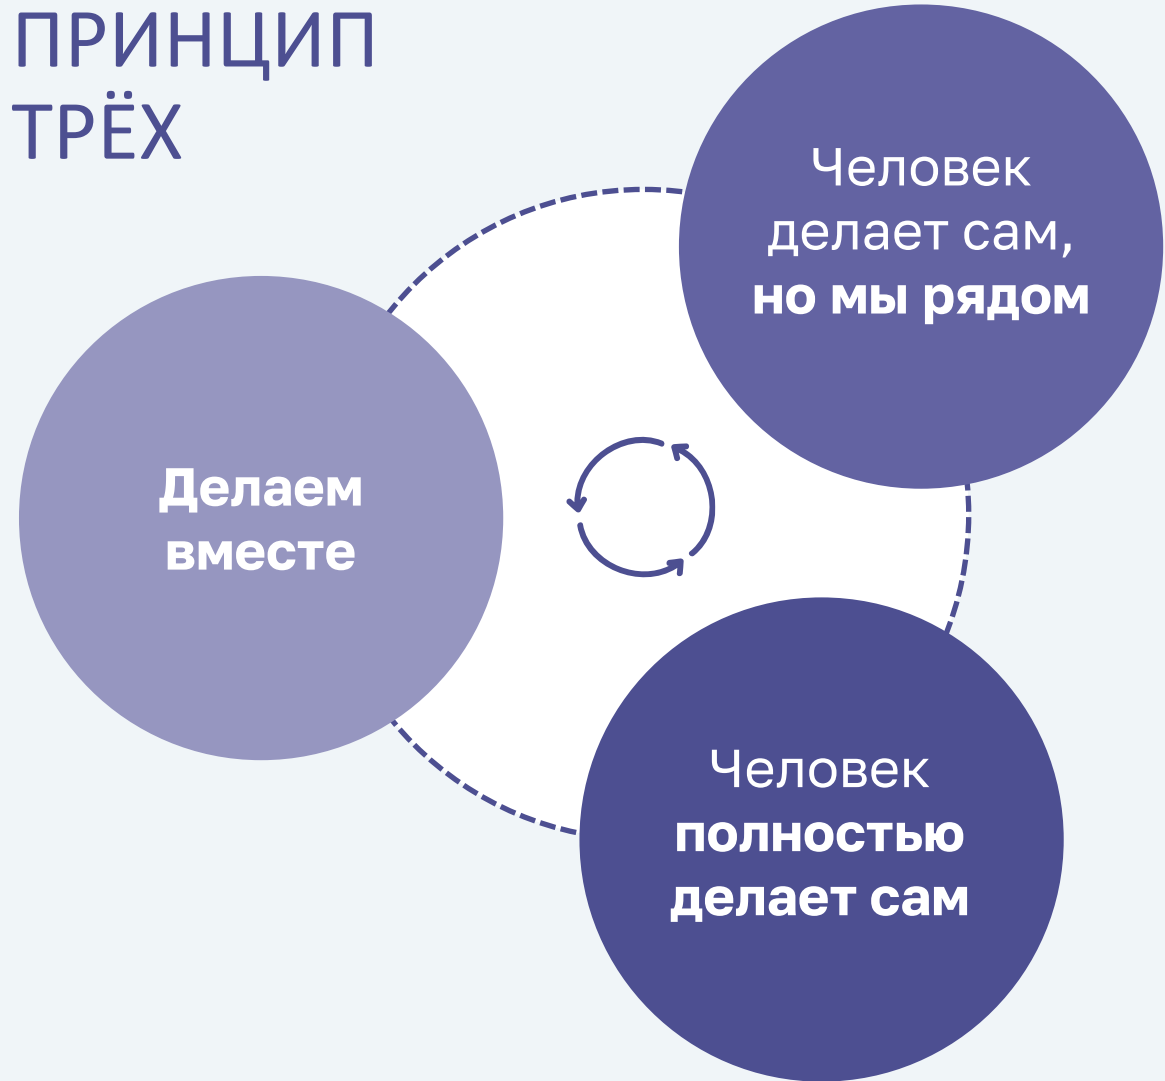 ПРИНЦИП
ТРЁХ
Делаем
вместе
Человек
делает сам,
но мы рядом
Человек
полностью
делает сам